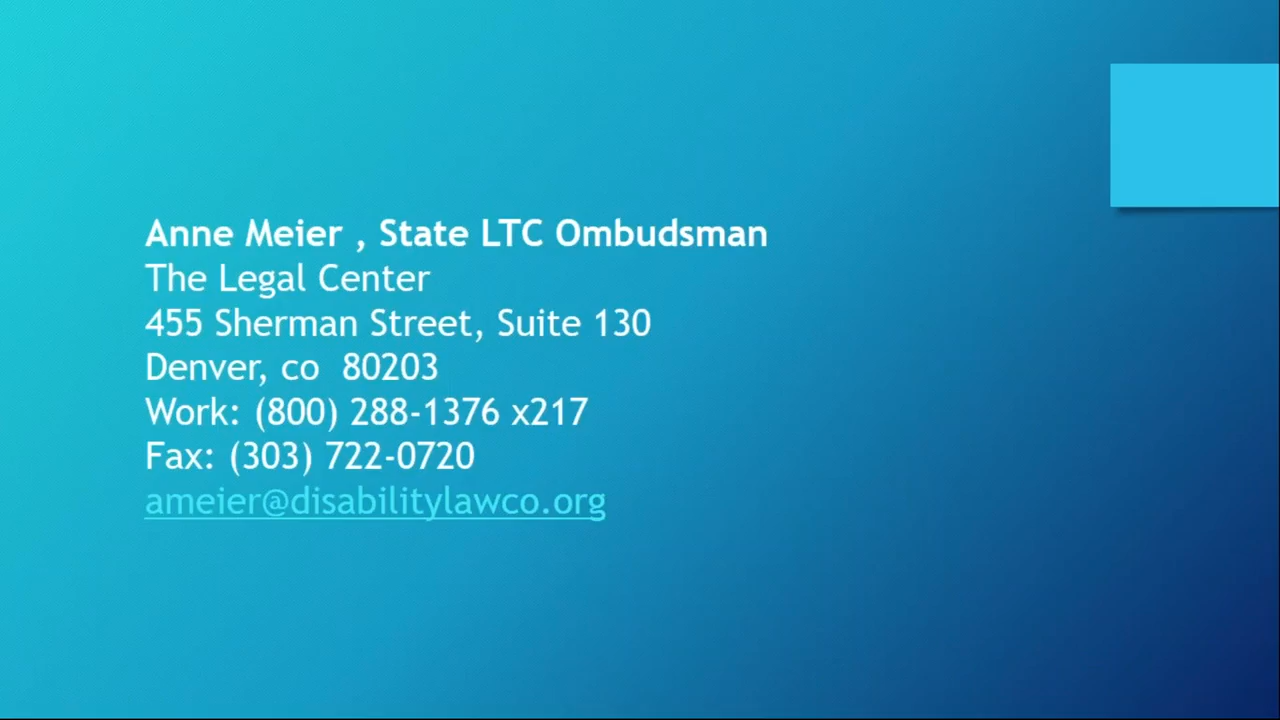 Anne Meier , State LTC Ombudsman
The Legal Center
455 Sherman Street, Suite 130
Denver, co  80203
Work: (800) 288-1376 x217
Fax: (303) 722-0720
ameier@disabilitylawco.org